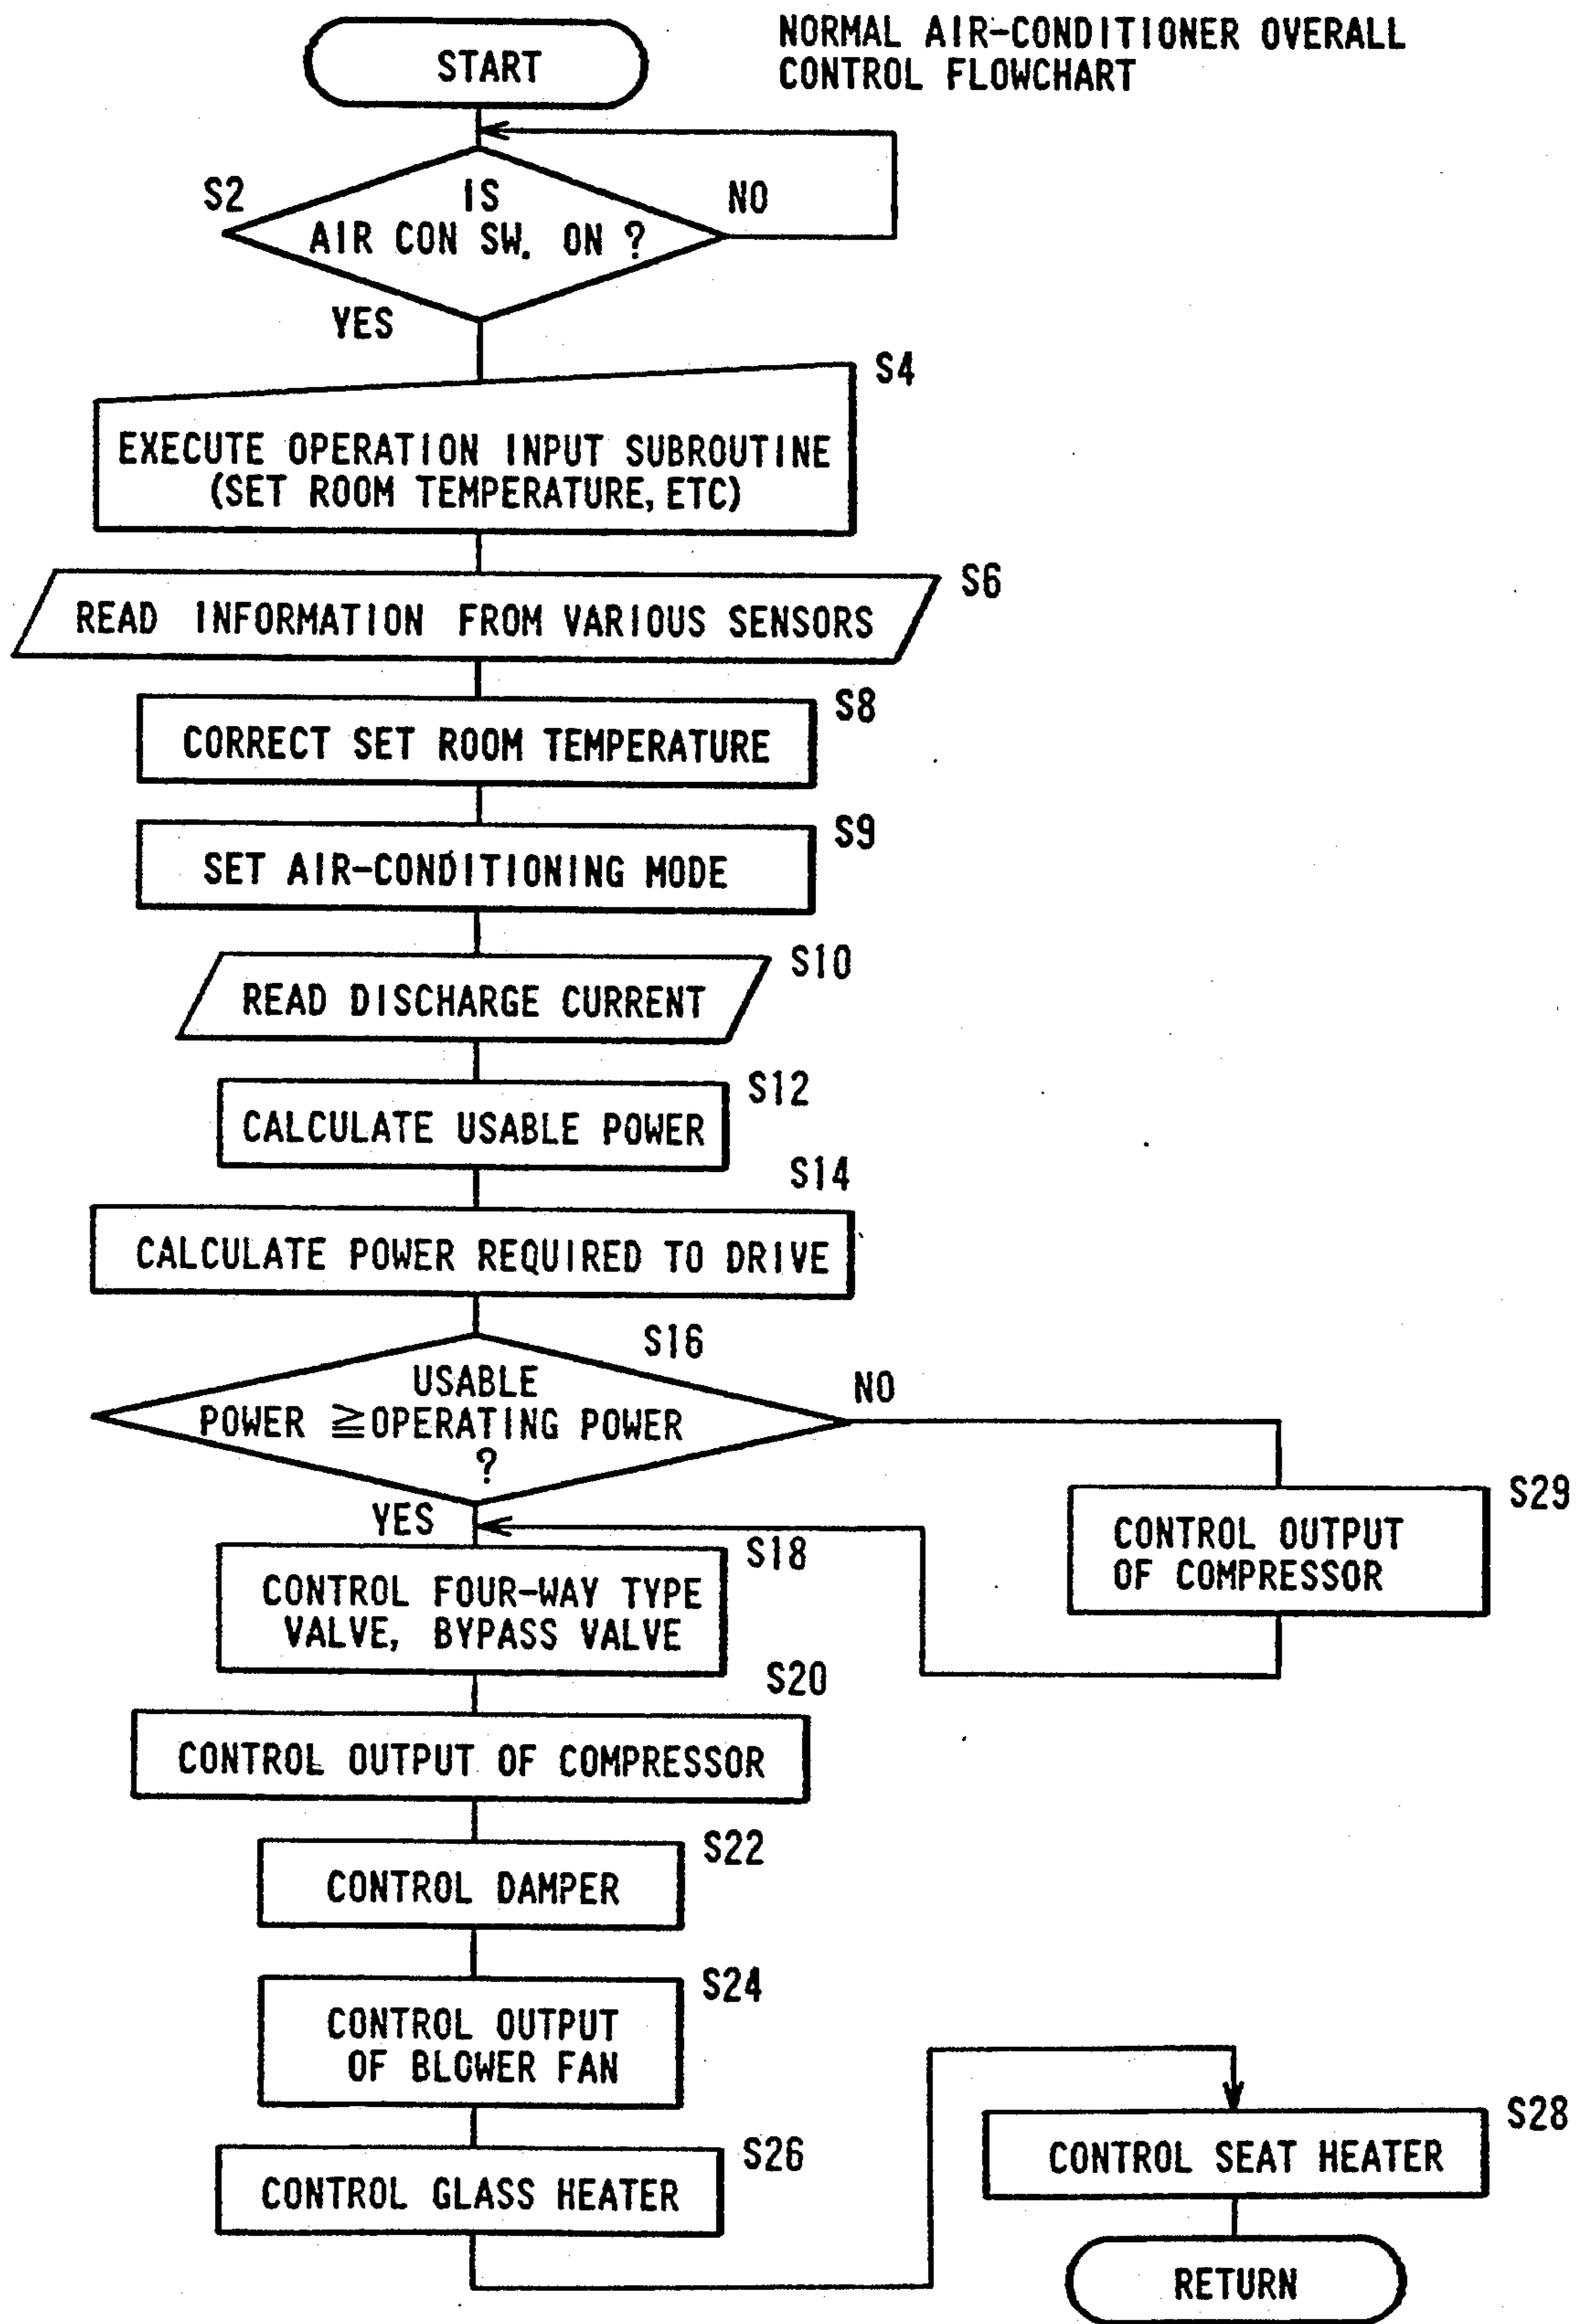 NORMAL AIR-CONDITIONER OVERALL
CONTROL FLOWCHART
START
S2
IS
AIR CON SW. ON ?
NO
YES
S4
EXECUTE OPERATION INPUT SUBROUTINE
(SET ROOM TEMPERATURE, ETC)
S6
READ INFORMATION FROM VARIOUS SENSORS
S8
CORRECT SET ROOM TEMPERATURE
S9
SET AIR-CONDITIONING MODE
S10
READ DISCHARGE CURRENT
S12
CALCULATE USABLE POWER
S14
CALCULATE POWER REQUIRED TO DRIVE
S16
USABLE
POWER ≧OPERATING POWER
?
NO
YES
S29
CONTROL OUTPUT
OF COMPRESSOR
S18
CONTROL FOUR-WAY TYPE
VALVE, BYPASS VALVE
S20
CONTROL OUTPUT OF COMPRESSOR
S22
CONTROL DAMPER
S24
CONTROL OUTPUT
OF BLOWER FAN
S26
CONTROL GLASS HEATER
S28
CONTROL SEAT HEATER
RETURN